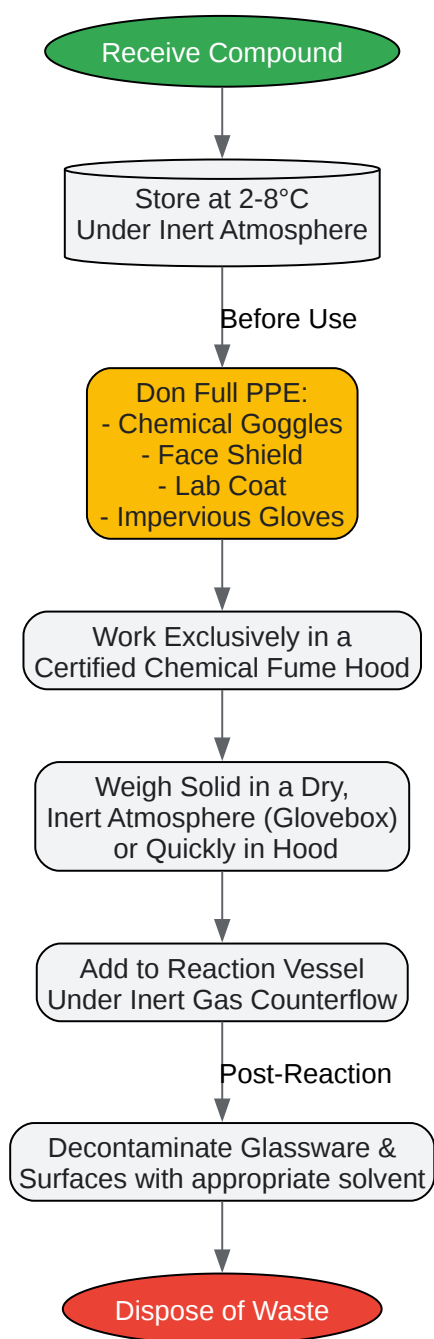 Receive Compound
Store at 2-8°C
Under Inert Atmosphere
Before Use
Don Full PPE:
- Chemical Goggles
- Face Shield
- Lab Coat
- Impervious Gloves
Work Exclusively in a
Certified Chemical Fume Hood
Weigh Solid in a Dry,
Inert Atmosphere (Glovebox)
or Quickly in Hood
Add to Reaction Vessel
Under Inert Gas Counterflow
Post-Reaction
Decontaminate Glassware &
Surfaces with appropriate solvent
Dispose of Waste